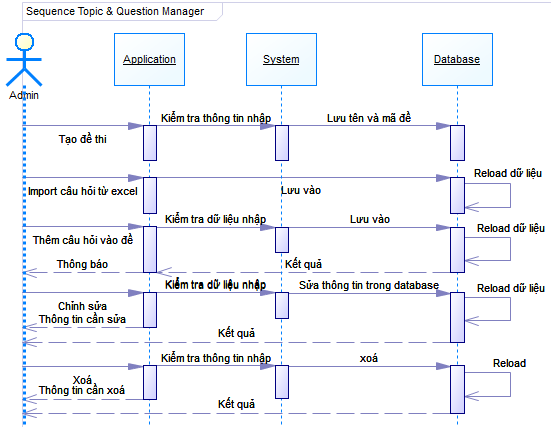 Sequence Topic & Question Manager
Application
System
Database
Admin
Kiểm tra thông tin nhập
Lưu tên và mã đề
Tạo đề thi
Reload dữ liệu
Import câu hỏi từ excel
Lưu vào
Kiểm tra dữ liệu nhập
Lưu vào
Reload dữ liệu
Thêm câu hỏi vào đề
Thông báo
Kết quả
Kiểm tra dữ liệu nhập
Sửa thông tin trong database
Reload dữ liệu
Chỉnh sửa
Thông tin cần sửa
Kết quả
Kiểm tra thông tin nhập
xoá
Reload
Xoá
Thông tin cần xoá
Kết quả